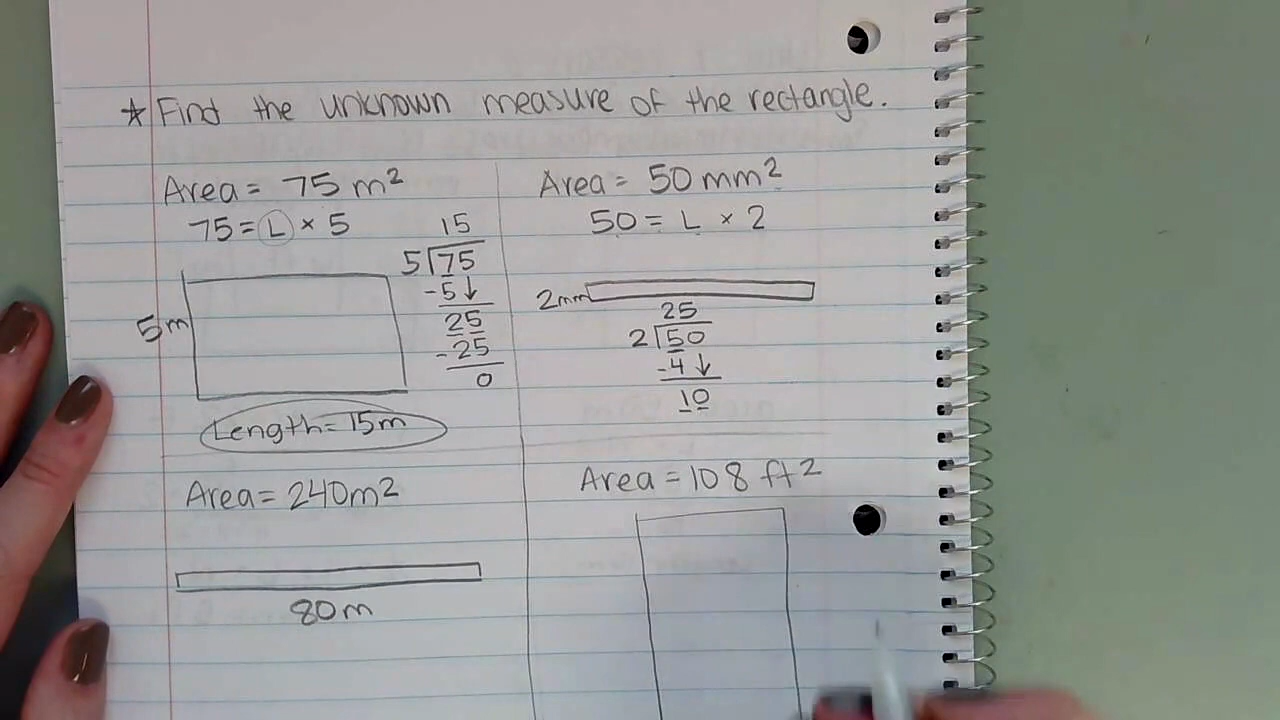 ☆ Find the unknown measure of the rectangle.
Area = 75 m²
75 = L × 5
15
5 75
-5↓
25
-25
0
5m
Length = 15m
Area = 50 mm²
50 = L × 2
2mm
25
2 50
-4↓
10
Area = 240m²
80m
Area = 108 ft²